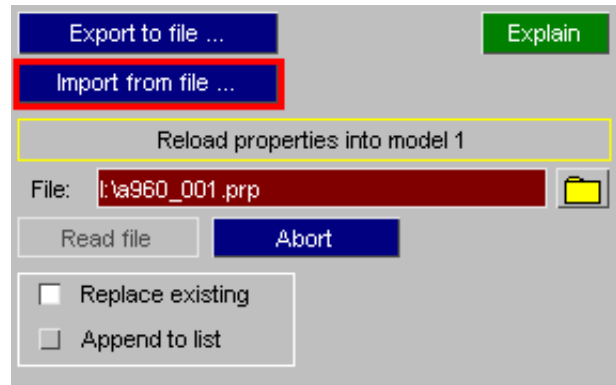 Export to file ...
Explain
Import from file ...
Reload properties into model 1
File: I:\a960_001.prp
Read file
Abort
Replace existing
Append to list